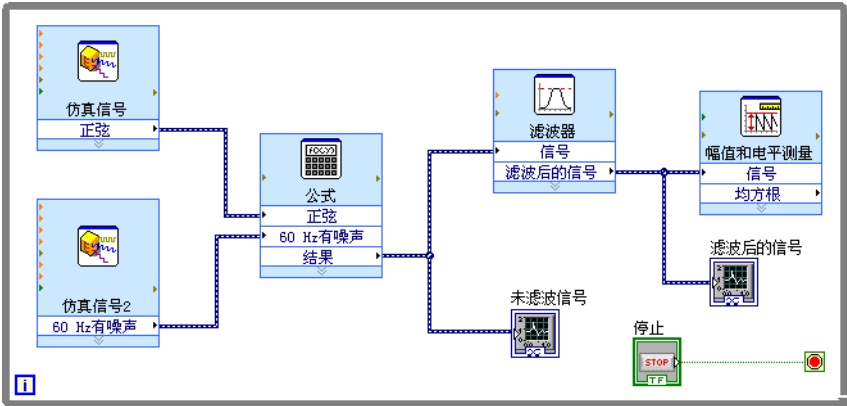 仿真信号
正弦
仿真信号2
60 Hz有噪声
F(X,Y)
公式
正弦
60 Hz有噪声
结果
滤波器
信号
滤波后的信号
未滤波信号
幅值和电平测量
信号
均方根
滤波后的信号
停止
STOP
TF
i